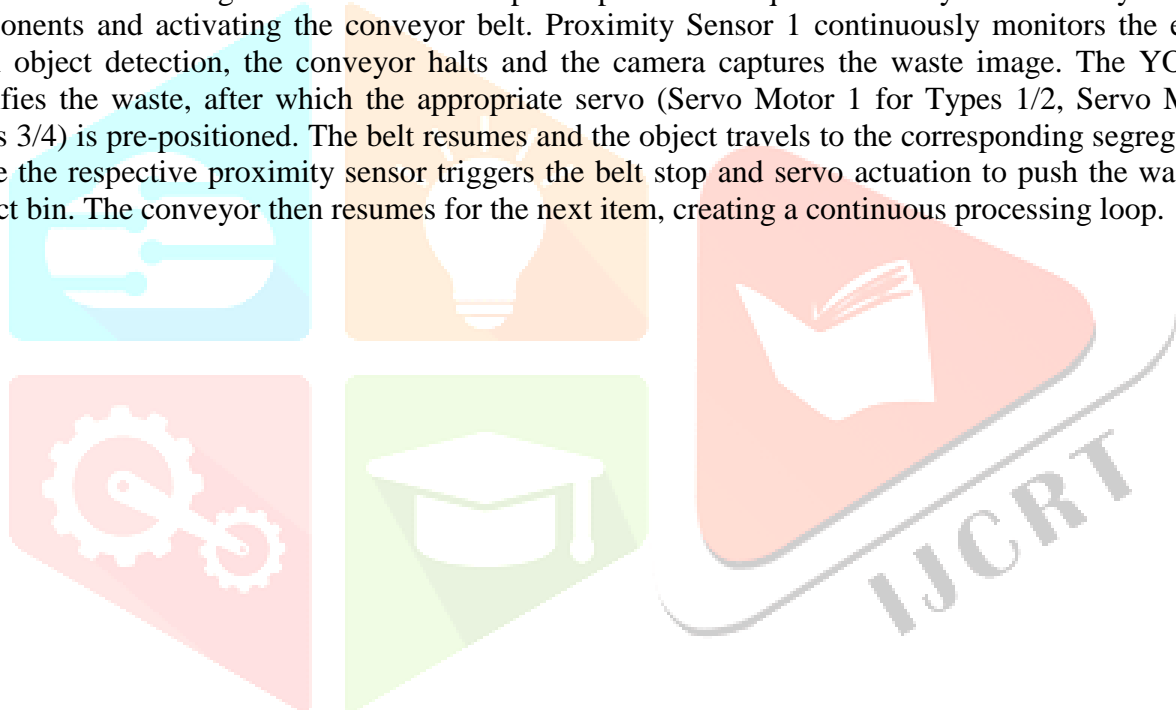 components and activating the conveyor belt. Proximity Sensor 1 continuously monitors the
object detection, the conveyor halts and the camera captures the waste image. The
the waste, after which the appropriate servo (Servo Motor 1 for Types 1/2, Servo
3/4) is pre-positioned. The belt resumes and the object travels to the corresponding
the respective proximity sensor triggers the belt stop and servo actuation to push the
bin. The conveyor then resumes for the next item, creating a continuous processing loop.
IJCRT